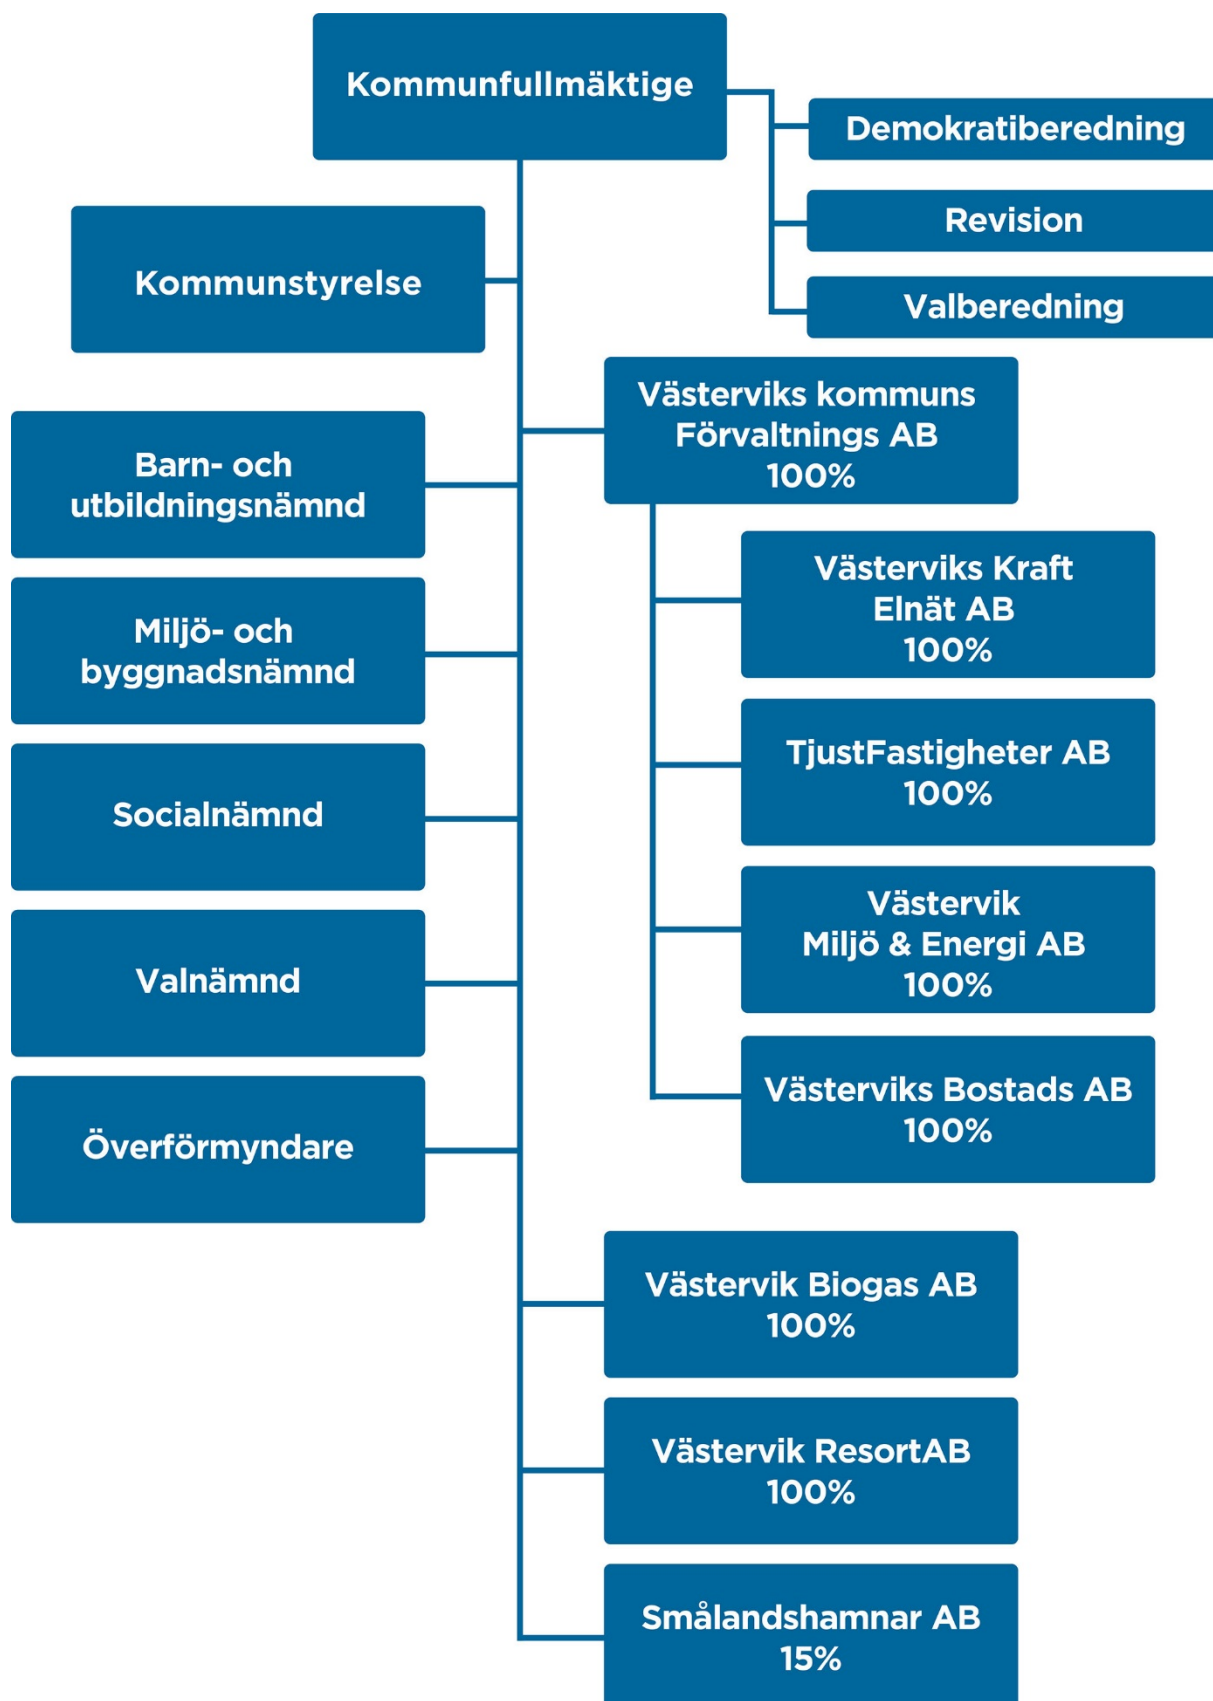 Kommunfullmäktige
Demokratiberedning
Revision
Valberedning
Kommunstyrelse
Barn- och
utbildningsnämnd
Miljö- och
byggnadsnämnd
Socialnämnd
Valnämnd
Överförmyndare
Västerviks kommuns
Förvaltnings AB
100%
Västerviks Kraft
Elnät AB
100%
TjustFastigheter AB
100%
Västervik
Miljö & Energi AB
100%
Västerviks Bostads AB
100%
Västervik Biogas AB
100%
Västervik ResortAB
100%
Smålandshamnar AB
15%